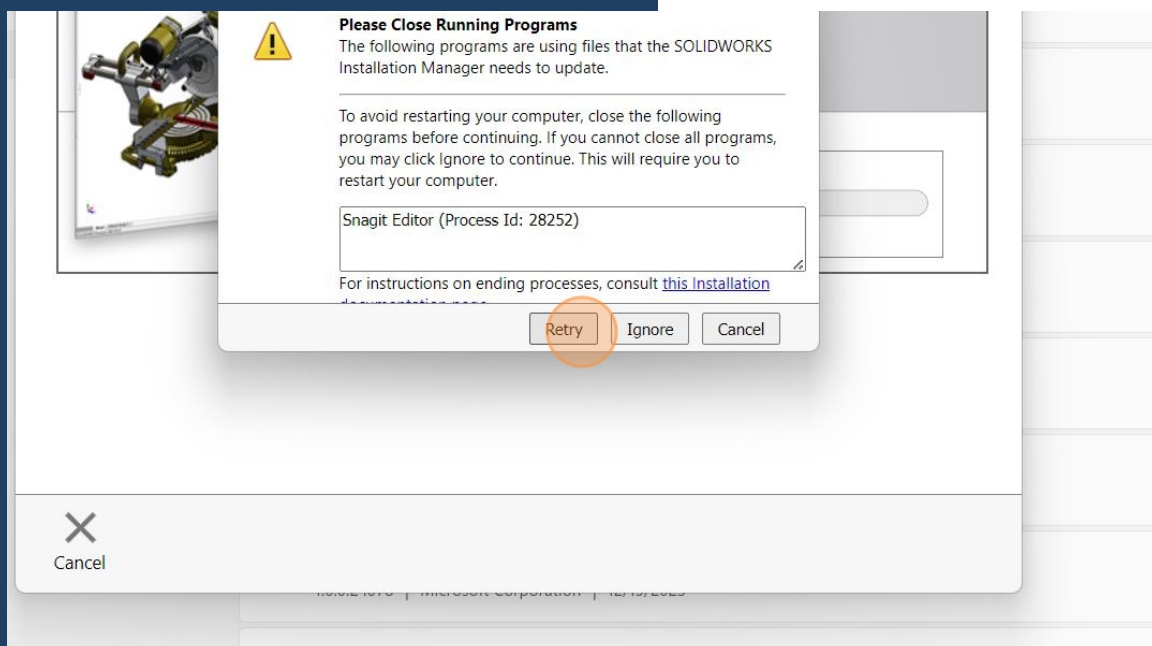 Please Close Running Programs
The following programs are using files that the SOLIDWORKS
Installation Manager needs to update.
To avoid restarting your computer, close the following
programs before continuing. If you cannot close all programs,
you may click Ignore to continue. This will require you to
restart your computer.
Snagit Editor (Process Id: 28252)
For instructions on ending processes, consult this Installation
documentation page
Retry
Ignore
Cancel
Cancel
| Microsoft Corporation |